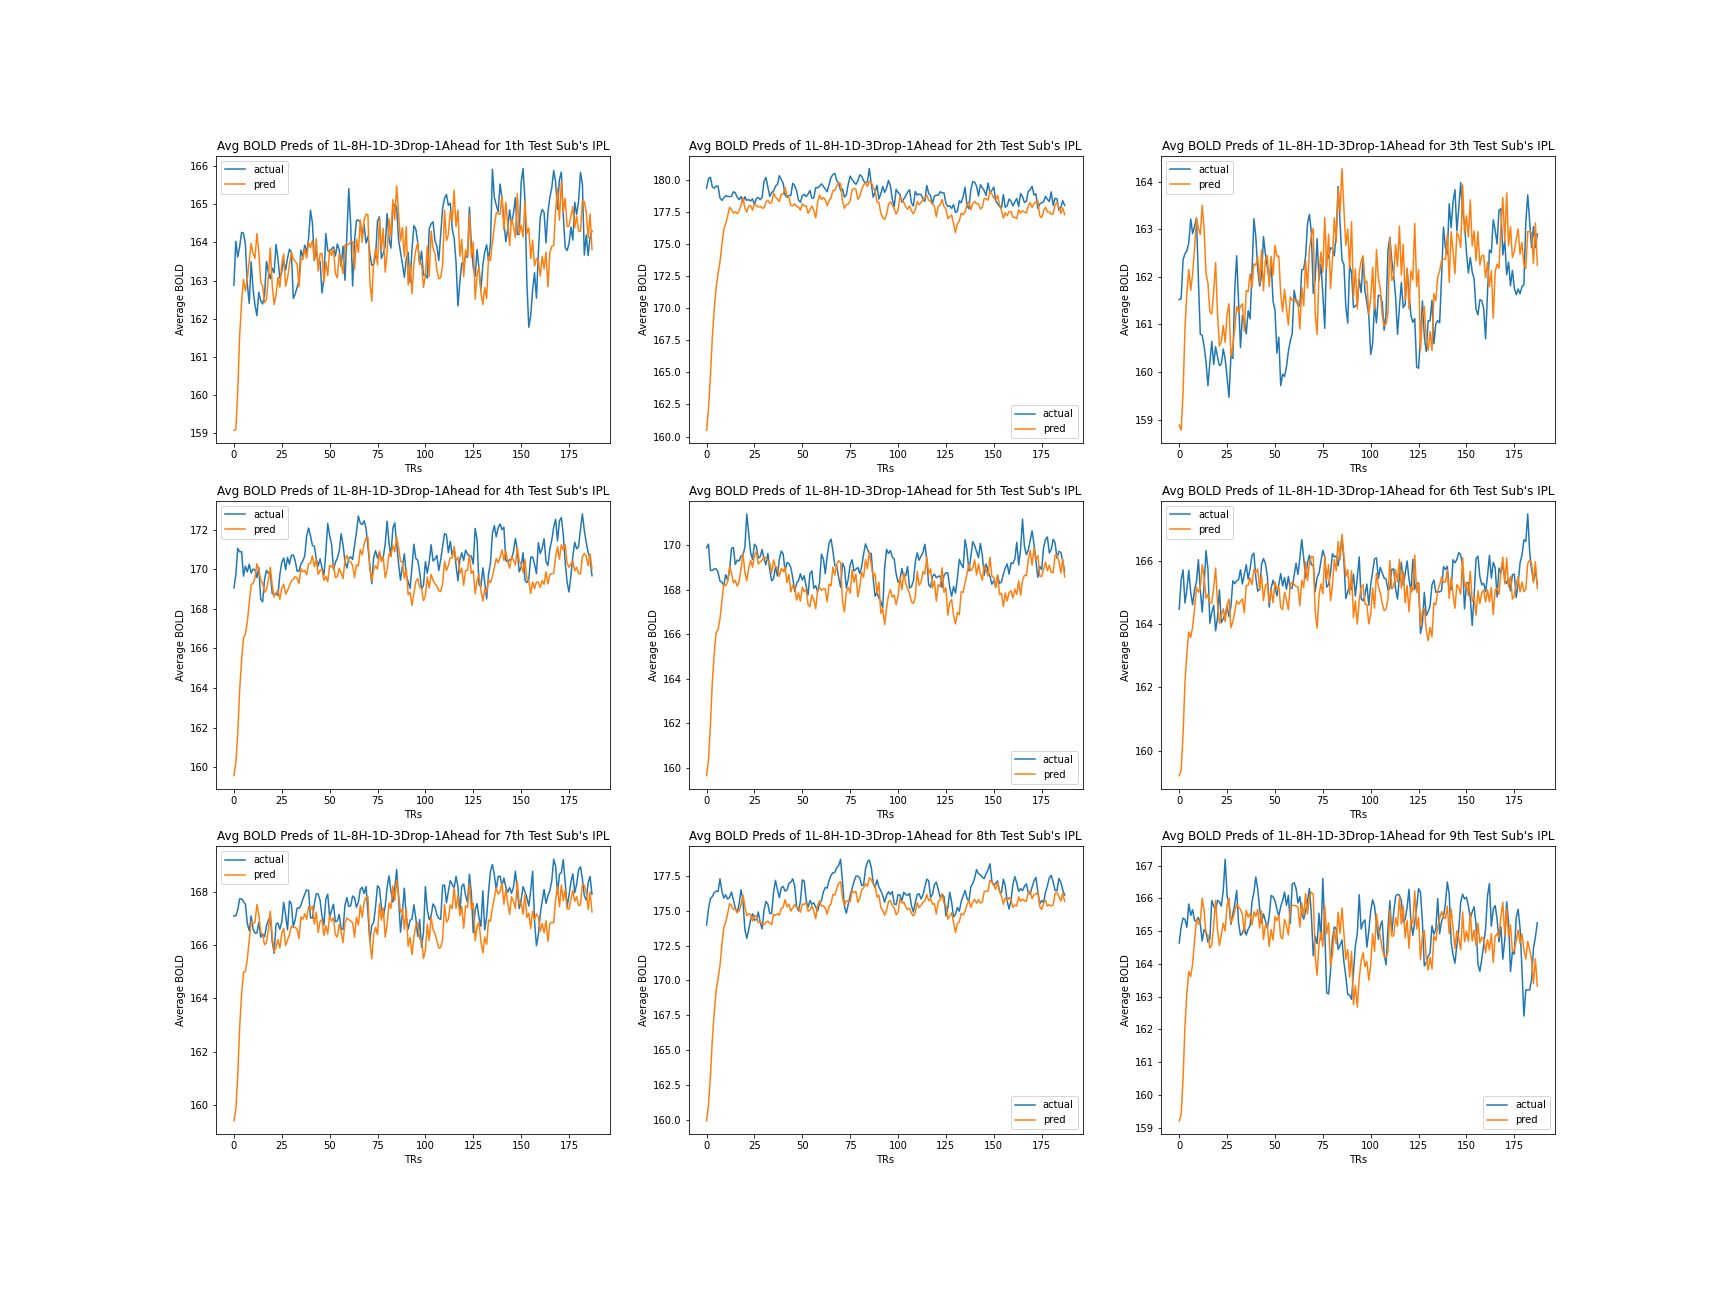 Avg BOLD Preds of 1L-8H-1D-3Drop-1Ahead for 1th Test Sub's IPL
Average BOLD
166
165
164
163
162
161
160
159
actual
pred
0 25 50 75 100 125 150 175
TRs
Avg BOLD Preds of 1L-8H-1D-3Drop-1Ahead for 2th Test Sub's IPL
Average BOLD
180.0
177.5
175.0
172.5
170.0
167.5
165.0
162.5
160.0
actual
pred
0 25 50 75 100 125 150 175
TRs
Avg BOLD Preds of 1L-8H-1D-3Drop-1Ahead for 3th Test Sub's IPL
Average BOLD
164
163
162
161
160
159
actual
pred
0 25 50 75 100 125 150 175
TRs
Avg BOLD Preds of 1L-8H-1D-3Drop-1Ahead for 4th Test Sub's IPL
Average BOLD
172
170
168
166
164
162
160
actual
pred
0 25 50 75 100 125 150 175
TRs
Avg BOLD Preds of 1L-8H-1D-3Drop-1Ahead for 5th Test Sub's IPL
Average BOLD
170
168
166
164
162
160
actual
pred
0 25 50 75 100 125 150 175
TRs
Avg BOLD Preds of 1L-8H-1D-3Drop-1Ahead for 6th Test Sub's IPL
Average BOLD
166
164
162
160
actual
pred
0 25 50 75 100 125 150 175
TRs
Avg BOLD Preds of 1L-8H-1D-3Drop-1Ahead for 7th Test Sub's IPL
Average BOLD
168
166
164
162
160
actual
pred
0 25 50 75 100 125 150 175
TRs
Avg BOLD Preds of 1L-8H-1D-3Drop-1Ahead for 8th Test Sub's IPL
Average BOLD
177.5
175.0
172.5
170.0
167.5
165.0
162.5
160.0
actual
pred
0 25 50 75 100 125 150 175
TRs
Avg BOLD Preds of 1L-8H-1D-3Drop-1Ahead for 9th Test Sub's IPL
Average BOLD
167
166
165
164
163
162
161
160
159
actual
pred
0 25 50 75 100 125 150 175
TRs